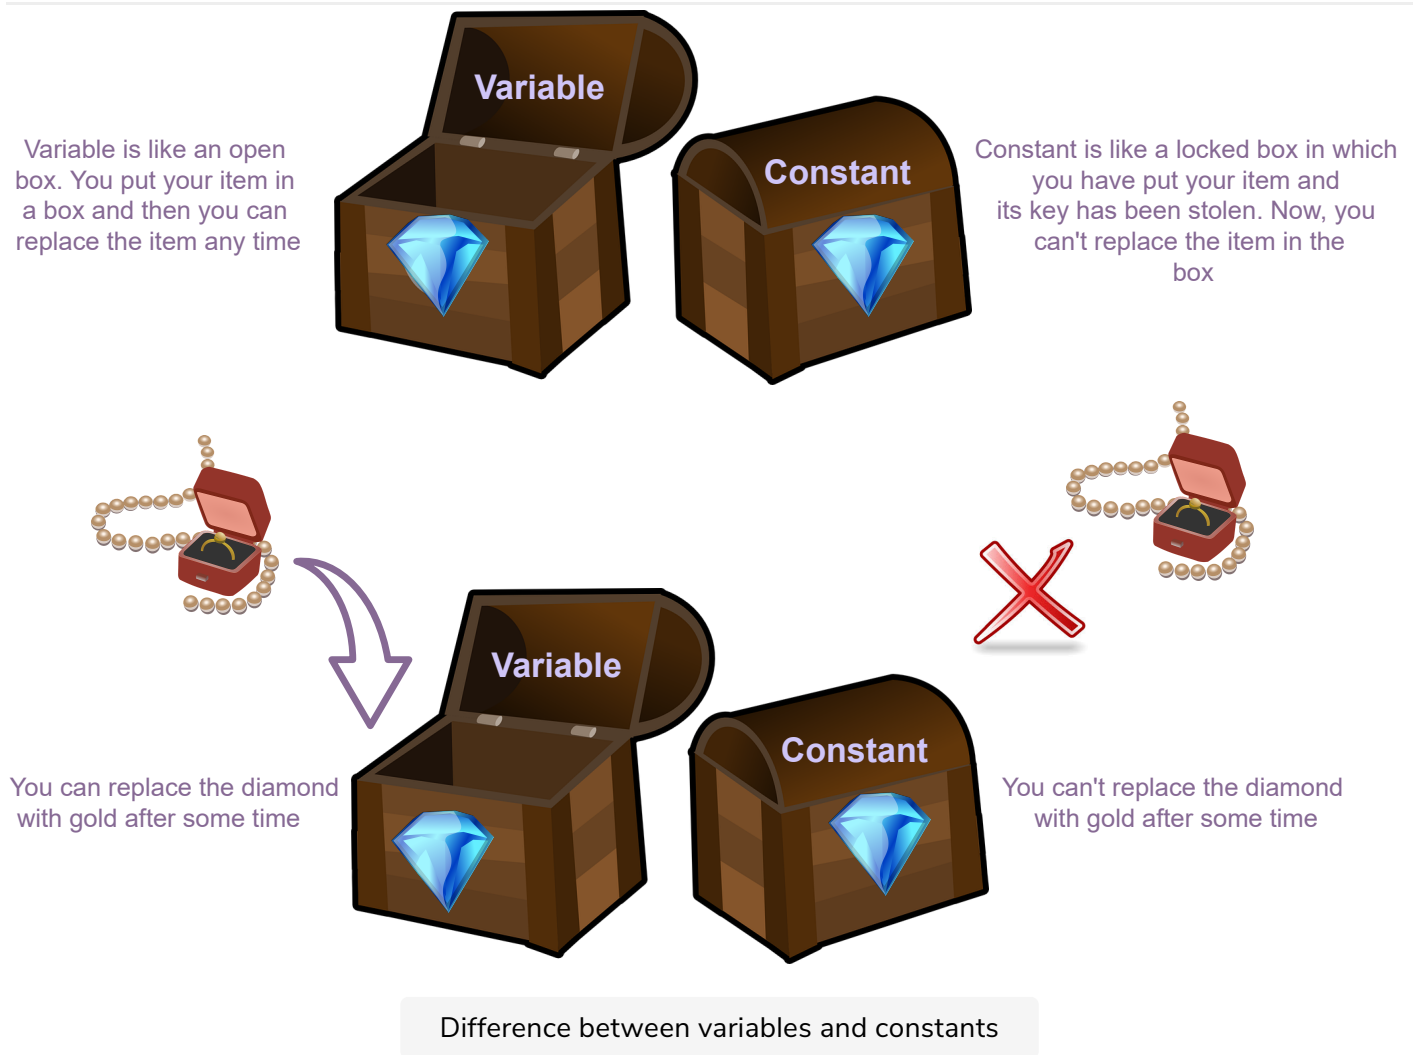 Variable
Variable is like an open
box. You put your item in
a box and then you can
replace the item any time
Constant
Constant is like a locked box in which
you have put your item and
its key has been stolen. Now, you
can't replace the item in the
box
Variable
You can replace the diamond
with gold after some time
Constant
You can't replace the diamond
with gold after some time
Difference between variables and constants